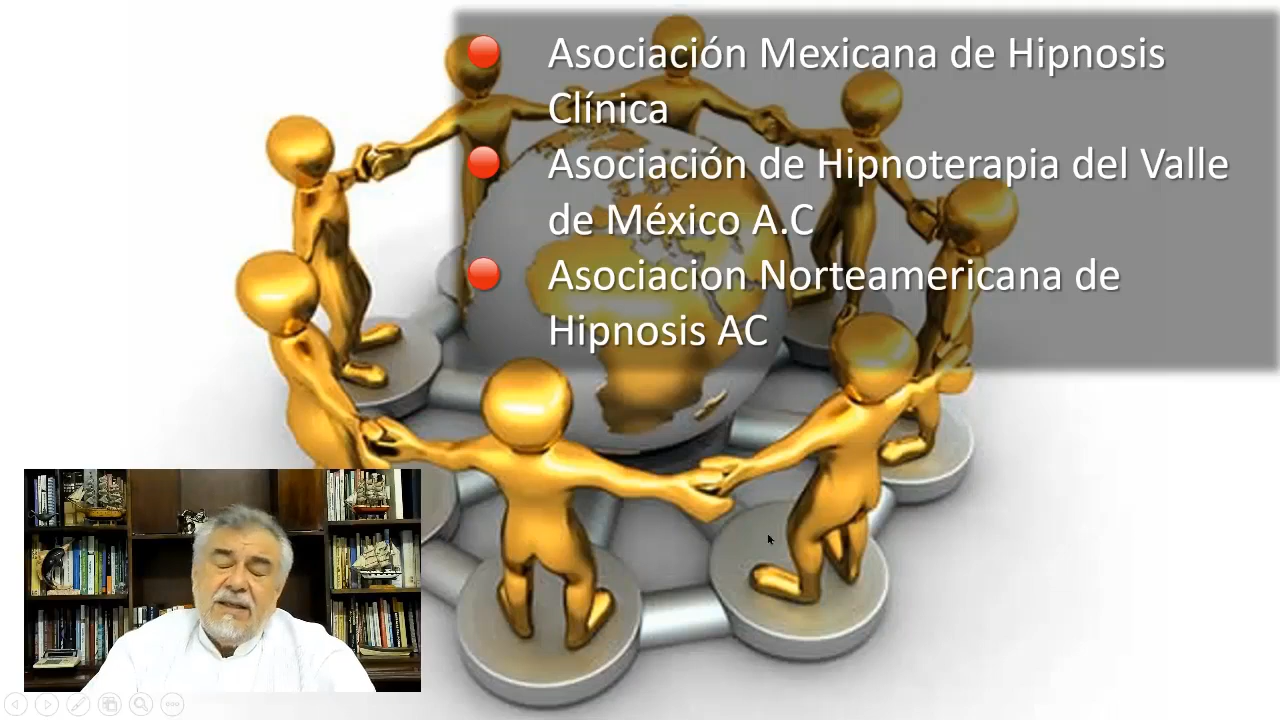 Asociación Mexicana de Hipnosis
Clínica
Asociación de Hipnoterapia del Valle
de México A.C
Asociacion Norteamericana de
Hipnosis AC